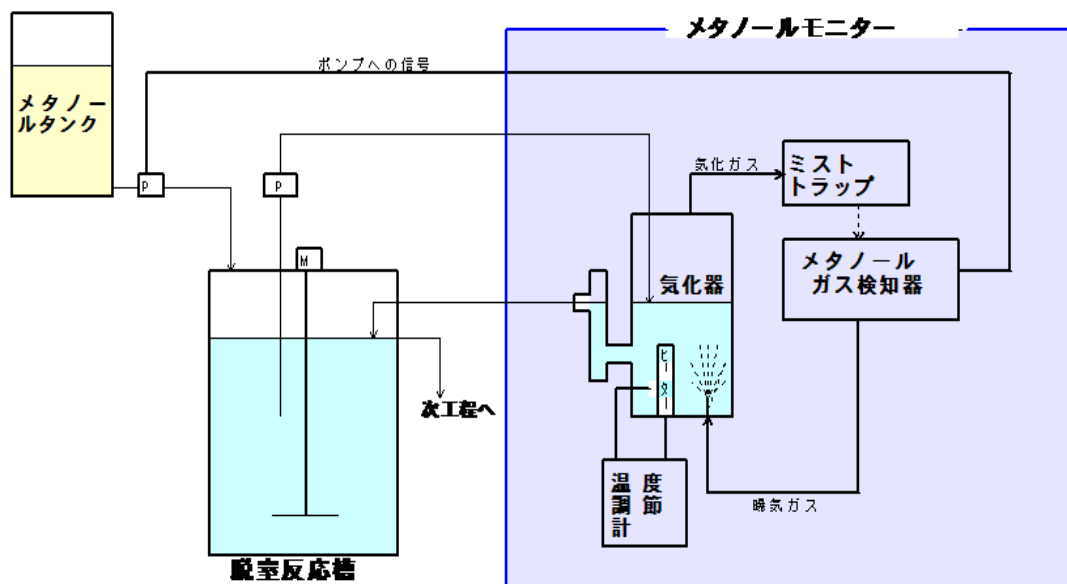 メタノールモニター
ポンプへの信号
メタノー
ルタンク
P
P
気化ガス
ミスト
トラップ
M
気化器
メタノール
ガス検知器
ヒーター
次工程へ
温度
調節
計
曝気ガス
脱窒反応槽